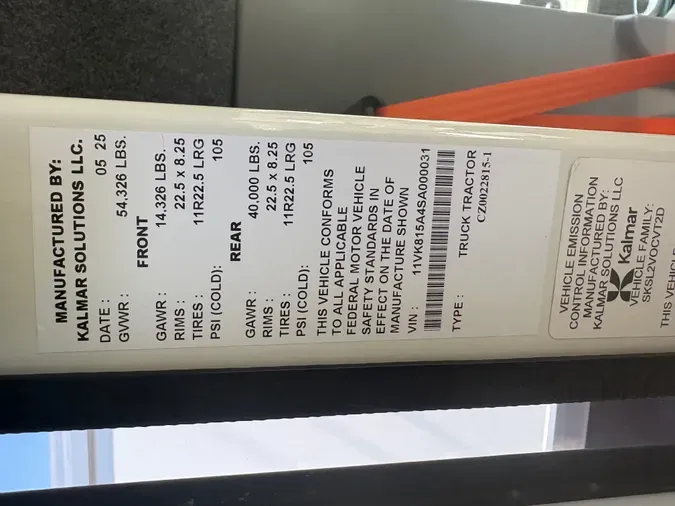 MANUFACTURED BY:
KALMAR SOLUTIONS LLC.
DATE : 05 25
GVWR : 54,326 LBS.
FRONT
GAWR : 14,326 LBS.
RIMS : 22.5 x 8.25
TIRES : 11R22.5 LRG
PSI (COLD): 105
REAR
GAWR : 40,000 LBS.
RIMS : 22.5 x 8.25
TIRES : 11R22.5 LRG
PSI (COLD): 105
THIS VEHICLE CONFORMS
TO ALL APPLICABLE
FEDERAL MOTOR VEHICLE
SAFETY STANDARDS IN
EFFECT ON THE DATE OF
MANUFACTURE SHOWN
VIN : 11VK815A4SA000031
TYPE : TRUCK TRACTOR
CZ0022815-1
VEHICLE EMISSION
CONTROL INFORMATION
MANUFACTURED BY:
KALMAR SOLUTIONS LLC
Kalmar
VEHICLE FAMILY:
SKSL2VOCVT2D
THIS VEHICLE